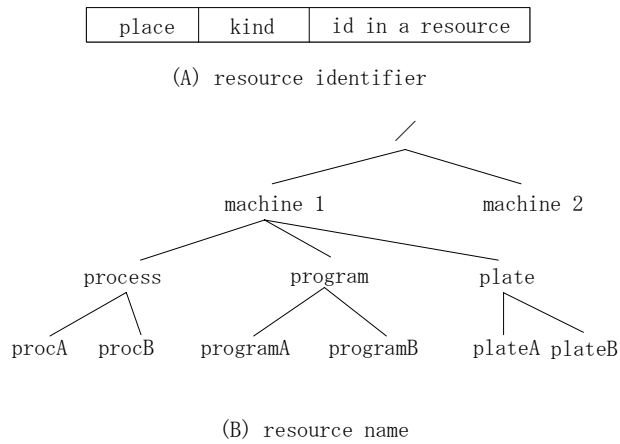 place kind id in a resource
(A) resource identifier
/
machine 1 machine 2
process program plate
procA procB programA programB plateA plateB
(B) resource name